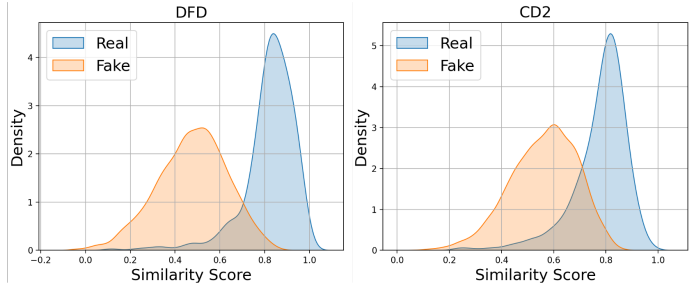 DFD
Real
Fake
Density
4
3
2
1
0
−0.2 0.0 0.2 0.4 0.6 0.8 1.0
Similarity Score
CD2
Real
Fake
Density
5
4
3
2
1
0
0.0 0.2 0.4 0.6 0.8 1.0
Similarity Score